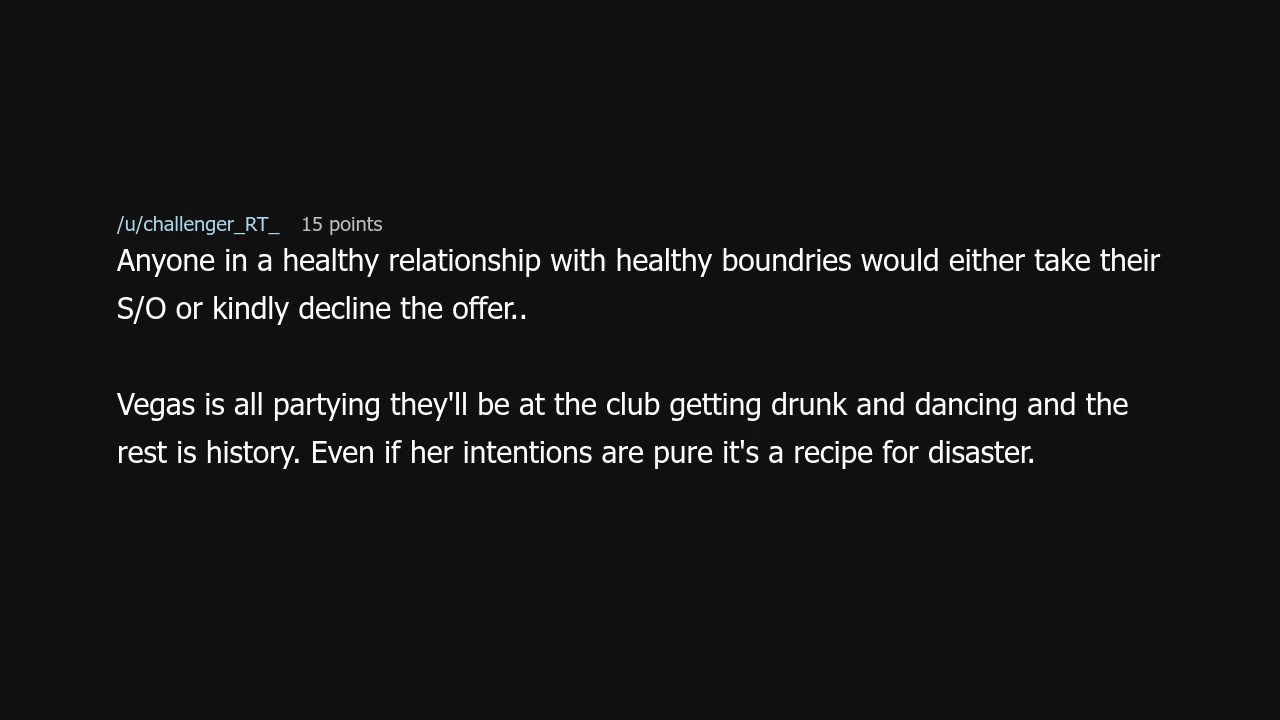 /u/challenger_RT_ 15 points
Anyone in a healthy relationship with healthy boundries would either take their
S/O or kindly decline the offer..
Vegas is all partying they'll be at the club getting drunk and dancing and the
rest is history. Even if her intentions are pure it's a recipe for disaster.